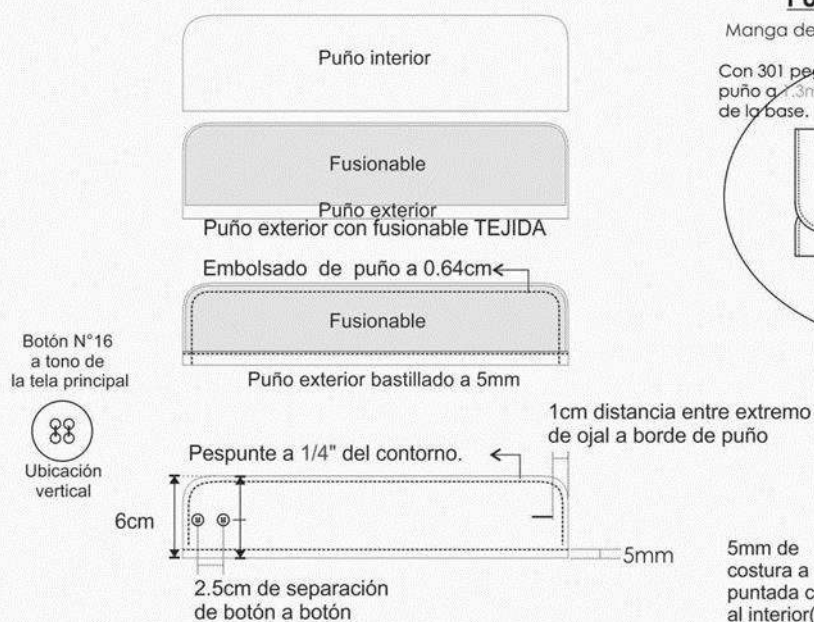 Puño interior
Fusionable
Puño exterior
Puño exterior con fusionable TEJIDA
Embolsado de puño a 0.64cm
Fusionable
Puño exterior bastillado a 5mm
Botón N°16
a tono de
la tela principal
Ubicación
vertical
Pespunte a 1/4" del contorno.
1cm distancia entre extremo
de ojal a borde de puño
6cm
5mm
2.5cm de separación
de botón a botón
Manga de
Con 301
puño a 1.3m
de la base.
5mm de
costura a
puntada
al interior(